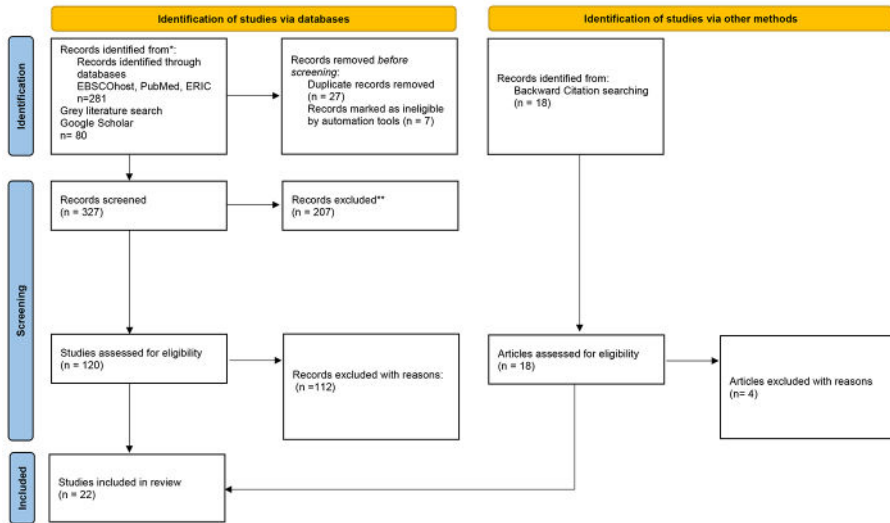 Identification of studies via databases
Identification of studies via other methods
Identification
Records identified from*:
Records identified through
databases
EBSCOhost, PubMed, ERIC
n=281
Grey literature search
Google Scholar
n= 80
Records removed before
screening:
Duplicate records removed
(n = 27)
Records marked as ineligible
by automation tools (n = 7)
Records identified from:
Backward Citation searching
(n = 18)
Screening
Records screened
(n = 327)
Records excluded**
(n = 207)
Studies assessed for eligibility
(n = 120)
Records excluded with reasons:
(n =112)
Articles assessed for eligibility
(n = 18)
Articles excluded with reasons
(n= 4)
Included
Studies included in review
(n = 22)